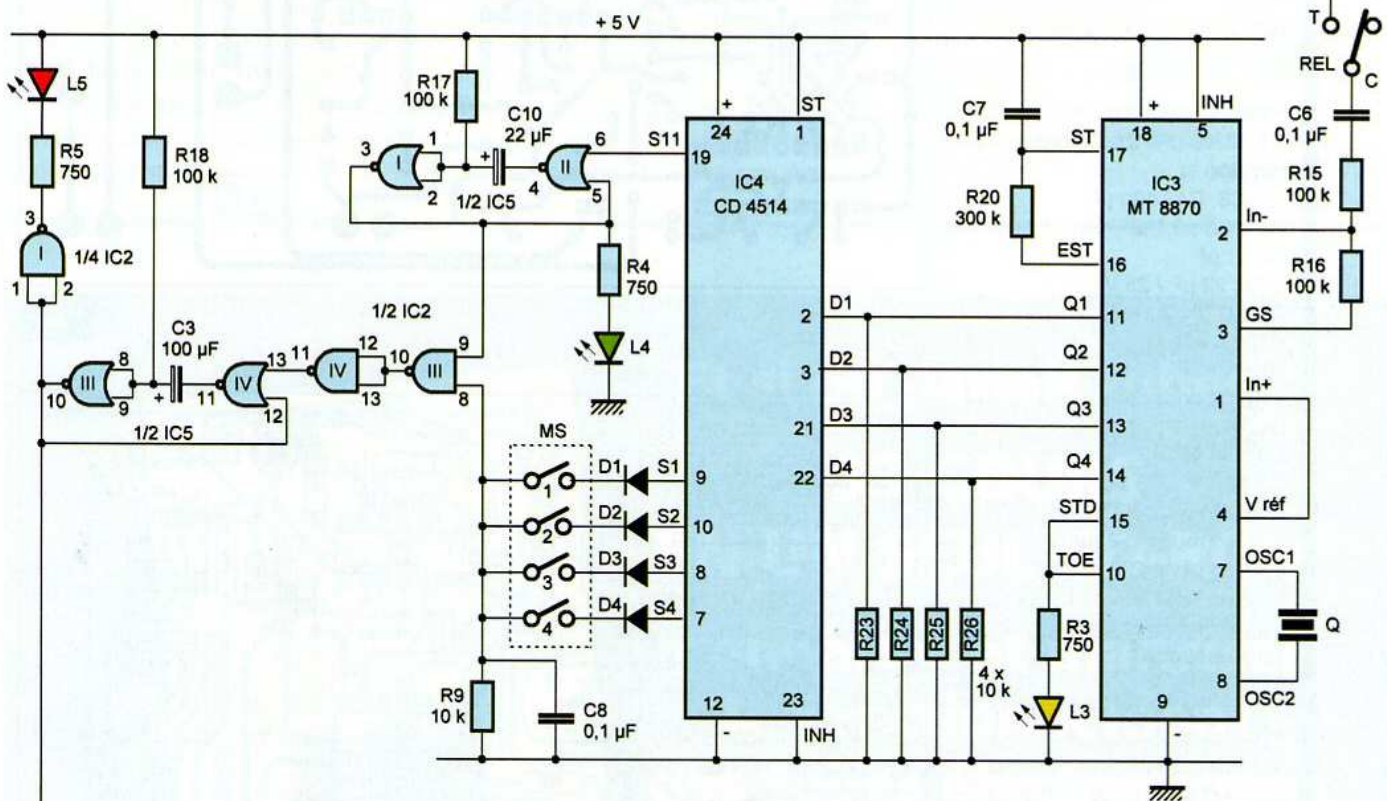 + 5 V
T
REL
C
L5
R5
750
R18
100 k
R17
100 k
C10
22 µF
+
3
1
2
I
1/2 IC5
4
II
6
5
S11
19
+
24
ST
1
IC4
CD 4514
C7
0,1 µF
+
18
INH
5
ST
17
R20
300 k
IC3
MT 8870
EST
16
C6
0,1 µF
R15
100 k
In-
2
R16
100 k
GS
3
3
I
1/4 IC2
1
2
R4
750
L4
1/2 IC2
C3
100 µF
+
10
III
8
9
11
IV
13
12
1/2 IC5
11
IV
12
13
10
III
9
8
D1
2
Q1
11
D2
3
Q2
12
D3
21
Q3
13
D4
22
Q4
14
In+
1
V réf
4
STD
15
TOE
10
OSC1
7
Q
8
OSC2
MS
1
D1
S1
9
2
D2
S2
10
3
D3
S3
8
4
D4
S4
7
R9
10 k
C8
0,1 µF
12
-
23
INH
R23
R24
R25
R26
4 x
10 k
R3
750
L3
9
-